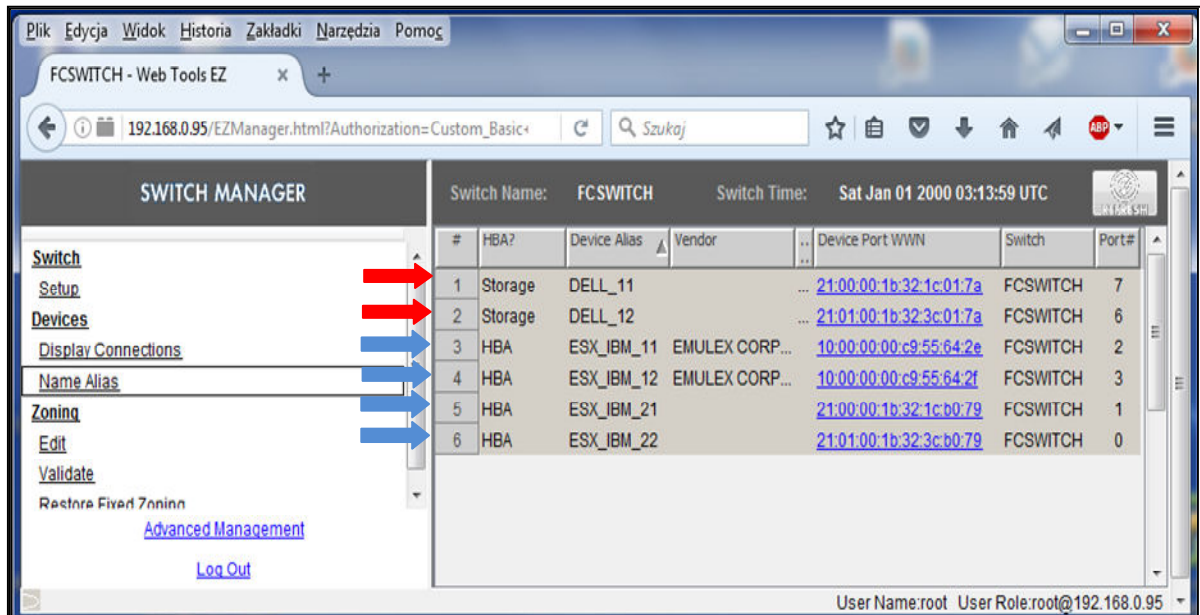 Plik Edycja Widok Historia Zakładki Narzędzia Pomoc
FCSWITCH - Web Tools EZ × +
192.168.0.95/EZManager.html?Authorization=Custom_Basic+ Szukaj ABP
SWITCH MANAGER
Switch Name: FCSWITCH Switch Time: Sat Jan 01 2000 03:13:59 UTC REFRESH
Switch
Setup
Devices
Display Connections
Name Alias
Zoning
Edit
Validate
Restore Fixed Zoning
Advanced Management
Log Out
# HBA? Device Alias Vendor .. Device Port WWN Switch Port#
1 Storage DELL_11 ... 21:00:00:1b:32:1c:01:7a FCSWITCH 7
2 Storage DELL_12 ... 21:01:00:1b:32:3c:01:7a FCSWITCH 6
3 HBA ESX_IBM_11 EMULEX CORP... 10:00:00:00:c9:55:64:2e FCSWITCH 2
4 HBA ESX_IBM_12 EMULEX CORP... 10:00:00:00:c9:55:64:2f FCSWITCH 3
5 HBA ESX_IBM_21 21:00:00:1b:32:1c:b0:79 FCSWITCH 1
6 HBA ESX_IBM_22 21:01:00:1b:32:3c:b0:79 FCSWITCH 0
User Name:root User Role:root@192.168.0.95